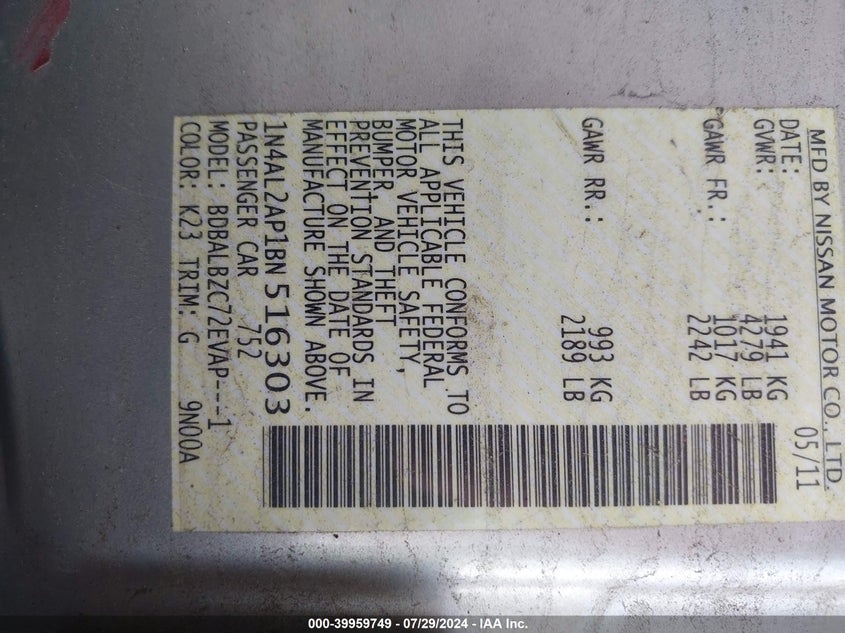 MFD BY NISSAN MOTOR CO., LTD.
DATE: 05/11
GVWR: 1941 KG
4279 LB
GAWR FR.: 1017 KG
2242 LB
GAWR RR.: 993 KG
2189 LB
THIS VEHICLE CONFORMS TO
ALL APPLICABLE FEDERAL
MOTOR VEHICLE SAFETY,
BUMPER, AND THEFT
PREVENTION STANDARDS IN
EFFECT ON THE DATE OF
MANUFACTURE SHOWN ABOVE.
1N4AL2AP1BN516303
PASSENGER CAR 752
MODEL: BDBALBZC72EVAP---1
COLOR: K23 TRIM: G 9N00A
000-39959749 - 07/29/2024 - IAA Inc.